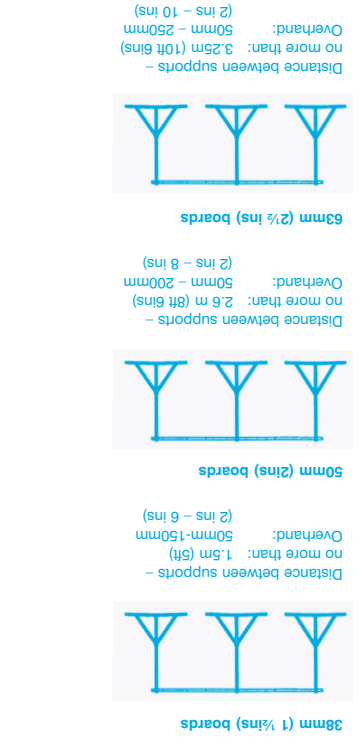 38mm (1 ½ins) boards
Distance between supports –
no more than: 1.5m (5ft)
Overhand: 50mm-150mm
(2 ins – 6 ins)
50mm (2ins) boards
Distance between supports –
no more than: 2.6 m (8ft 6ins)
Overhand: 50mm – 200mm
(2 ins – 8 ins)
63mm (2½ ins) boards
Distance between supports –
no more than: 3.25m (10ft 6ins)
Overhand: 50mm – 250mm
(2 ins – 10 ins)